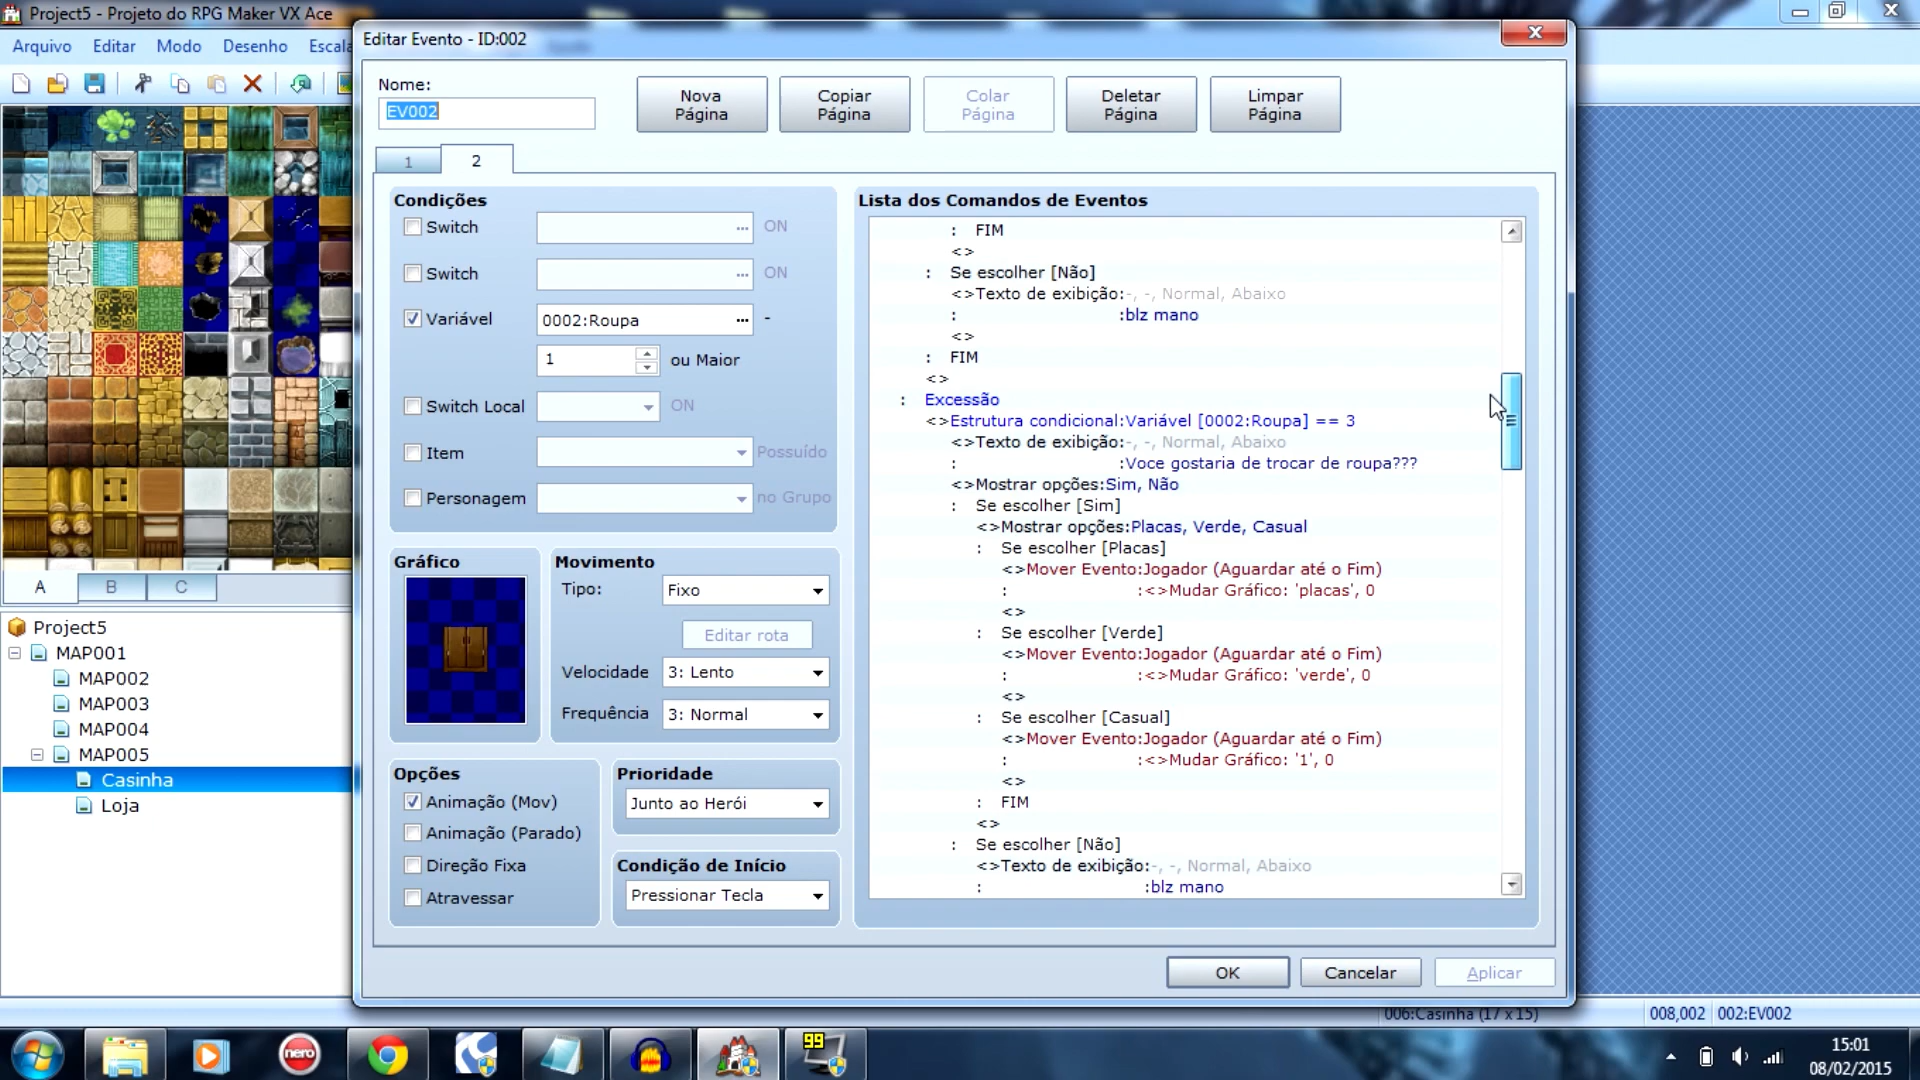 Project5 - Projeto do RPG Maker VX Ace
Arquivo Editar Modo Desenho Escala
Editar Evento - ID:002
Nome:
EV002
Nova Página
Copiar Página
Colar Página
Deletar Página
Limpar Página
1 2
Condições
Switch ... ON
Switch ... ON
Variável 0002:Roupa ... -
1 ou Maior
Switch Local ON
Item Possuído
Personagem no Grupo
Gráfico
Movimento
Tipo: Fixo
Editar rota
Velocidade 3: Lento
Frequência 3: Normal
Opções
Animação (Mov)
Animação (Parado)
Direção Fixa
Atravessar
Prioridade
Junto ao Herói
Condição de Início
Pressionar Tecla
Lista dos Comandos de Eventos
: FIM
<>
: Se escolher [Não]
<>Texto de exibição:-, -, Normal, Abaixo
: :blz mano
<>
: FIM
<>
: Excessão
<>Estrutura condicional:Variável [0002:Roupa] == 3
<>Texto de exibição:-, -, Normal, Abaixo
: :Voce gostaria de trocar de roupa???
<>Mostrar opções:Sim, Não
: Se escolher [Sim]
<>Mostrar opções:Placas, Verde, Casual
: Se escolher [Placas]
<>Mover Evento:Jogador (Aguardar até o Fim)
: :<>Mudar Gráfico: 'placas', 0
<>
: Se escolher [Verde]
<>Mover Evento:Jogador (Aguardar até o Fim)
: :<>Mudar Gráfico: 'verde', 0
<>
: Se escolher [Casual]
<>Mover Evento:Jogador (Aguardar até o Fim)
: :<>Mudar Gráfico: '1', 0
<>
: FIM
<>
: Se escolher [Não]
<>Texto de exibição:-, -, Normal, Abaixo
: :blz mano
OK Cancelar Aplicar
A B C
Project5
MAP001
MAP002
MAP003
MAP004
MAP005
Casinha
Loja
006:Casinha (17 x 15) 008,002 002:EV002
nero
99
15:01
08/02/2015